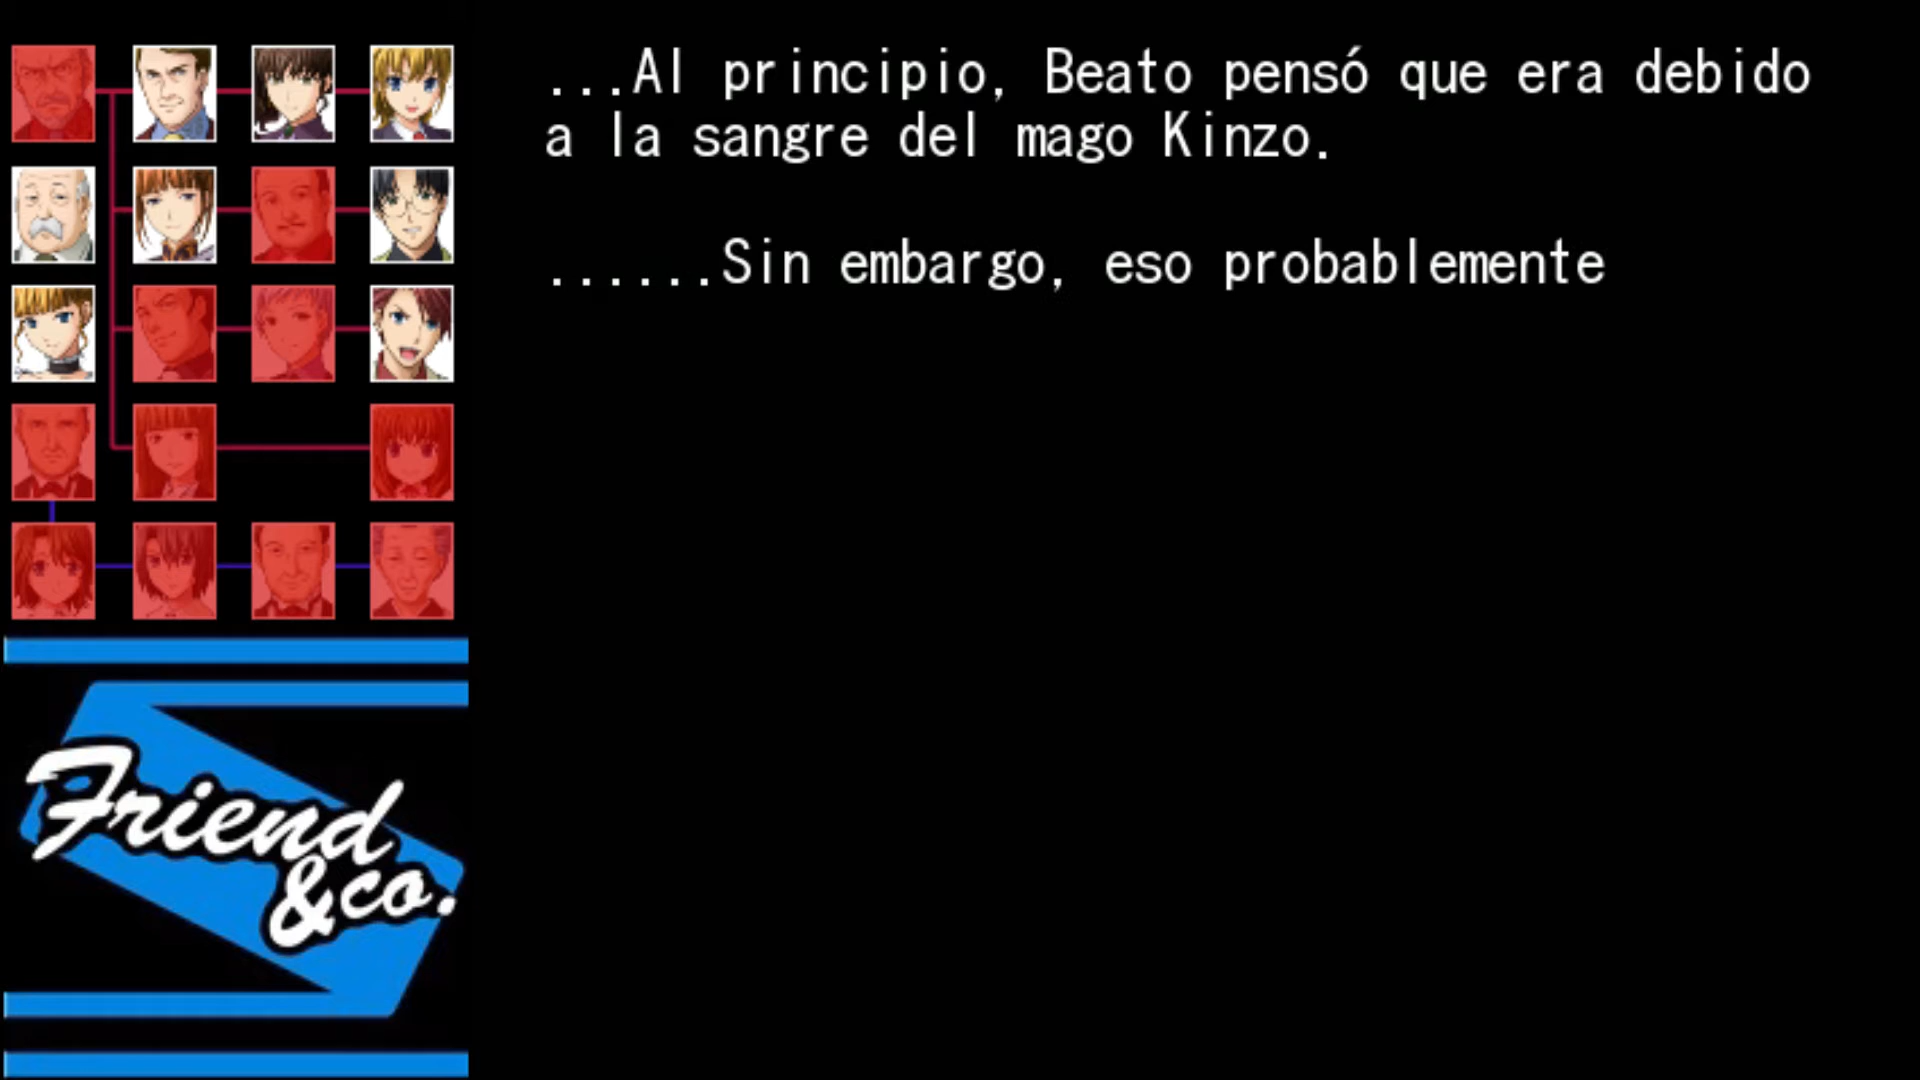 ...Al principio, Beato pensó que era debido
a la sangre del mago Kinzo.
......Sin embargo, eso probablemente
Friend
&co.